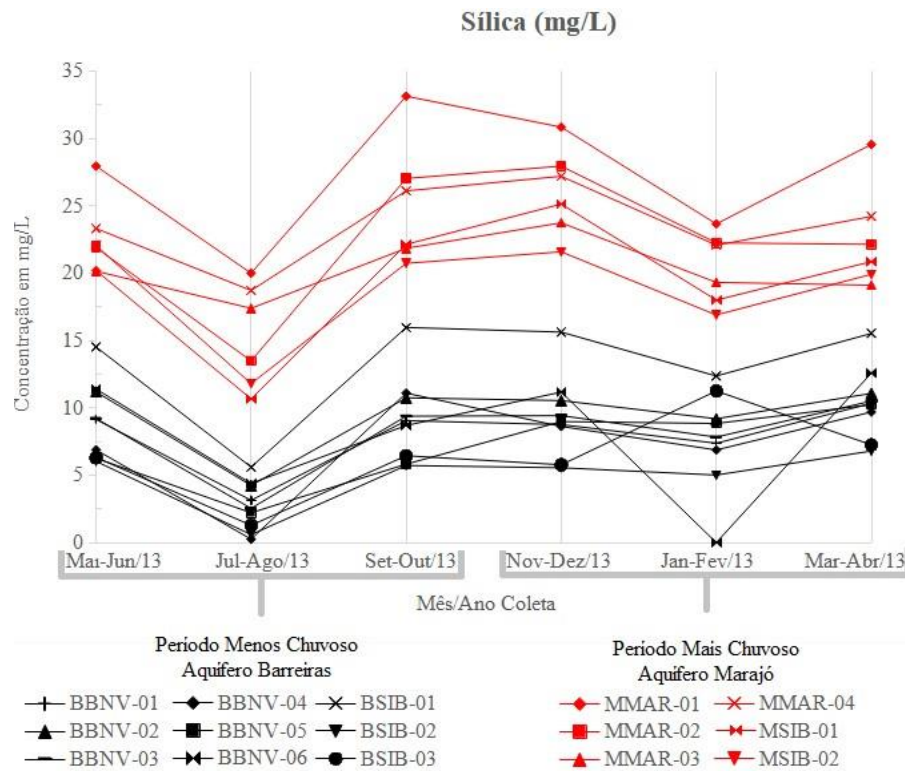 Sílica (mg/L)
Concentração em mg/L
35
30
25
20
15
10
5
0
Mai-Jun/13 Jul-Ago/13 Set-Out/13 Nov-Dez/13 Jan-Fev/13 Mar-Abr/13
Mês/Ano Coleta
Período Menos Chuvoso
Aquifero Barreiras
BBNV-01 BBNV-04 BSIB-01
BBNV-02 BBNV-05 BSIB-02
BBNV-03 BBNV-06 BSIB-03
Período Mais Chuvoso
Aquifero Marajó
MMAR-01 MMAR-04
MMAR-02 MSIB-01
MMAR-03 MSIB-02